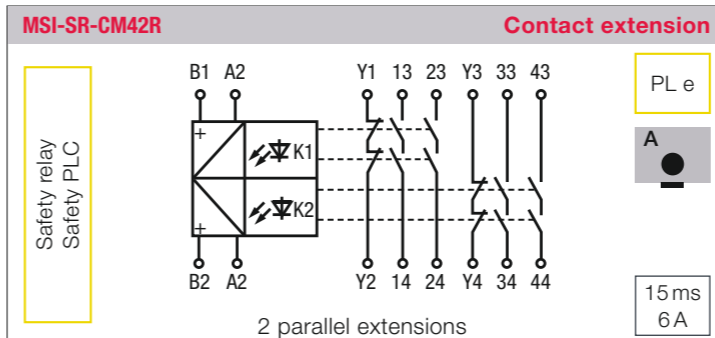 MSI-SR-CM42R Contact extension
Safety relay
Safety PLC
B1 A2 Y1 13 23 Y3 33 43
+ K1
+ K2
B2 A2 Y2 14 24 Y4 34 44
2 parallel extensions
PL e
A
15 ms
6 A